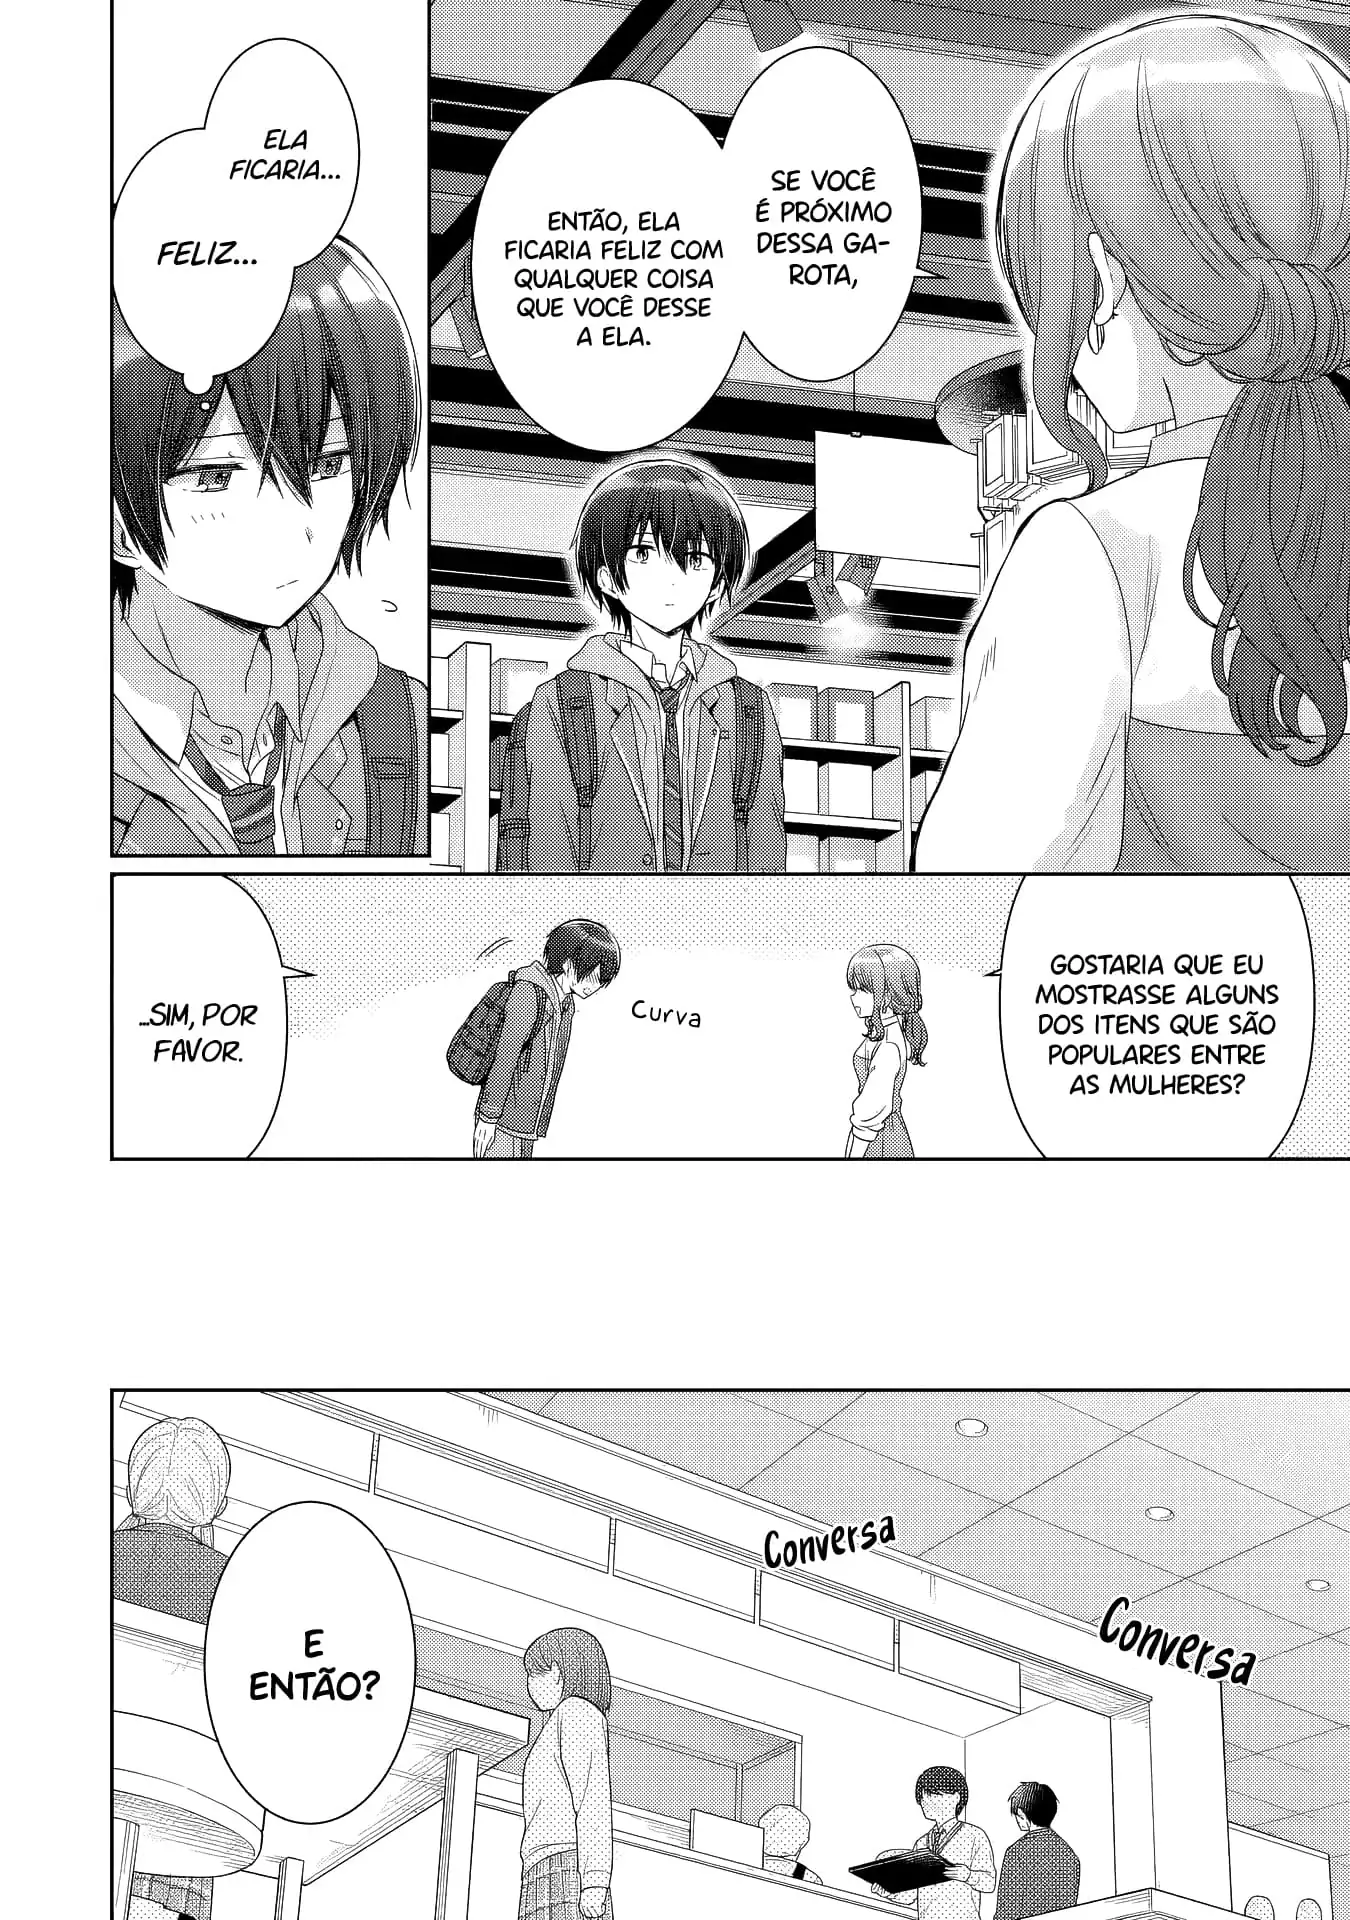 SE VOCÊ
É PRÓXIMO
DESSA GA-
ROTA,
ENTÃO, ELA
FICARIA FELIZ COM
QUALQUER COISA
QUE VOCÊ DESSE
A ELA.
ELA
FICARIA...
FELIZ...
GOSTARIA QUE EU
MOSTRASSE ALGUNS
DOS ITENS QUE SÃO
POPULARES ENTRE
AS MULHERES?
Curva
...SIM, POR
FAVOR.
Conversa
Conversa
E
ENTÃO?